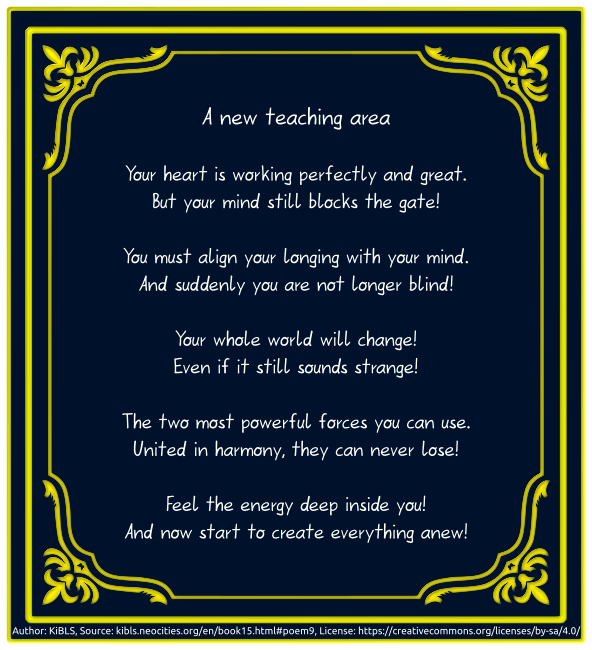 A new teaching area
Your heart is working perfectly and great.
But your mind still blocks the gate!
You must align your longing with your mind.
And suddenly you are not longer blind!
Your whole world will change!
Even if it still sounds strange!
The two most powerful forces you can use.
United in harmony, they can never lose!
Feel the energy deep inside you!
And now start to create everything anew!
Author: KiBLS, Source: kibls.neocities.org/en/book15.html#poem9, License: https://creativecommons.org/licenses/by-sa/4.0/